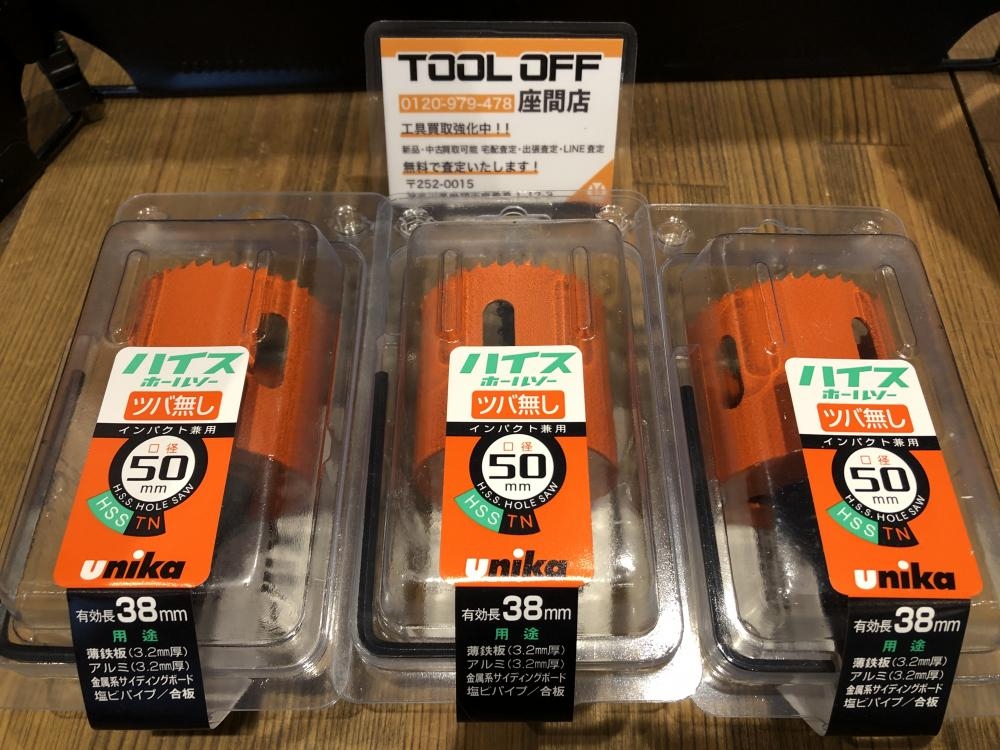 TOOL OFF
0120-979-478 座間店
工具買取強化中!!
新品・中古買取可能 宅配査定・出張査定・LINE査定
無料で査定いたします!
〒252-0015
ハイス
ホールソー
ツバ無し
インパクト兼用
口径
50
mm
H.S.S. HOLE SAW
HSS TN
unika
有効長38mm
用途
薄鉄板(3.2mm厚)
アルミ(3.2mm厚)
金属系サイディングボード
塩ビパイプ/合板
ハイス
ホールソー
ツバ無し
インパクト兼用
口径
50
mm
H.S.S. HOLE SAW
HSS TN
unika
有効長38mm
用途
薄鉄板(3.2mm厚)
アルミ(3.2mm厚)
金属系サイディングボード
塩ビパイプ/合板
ハイス
ホールソー
ツバ無し
インパクト兼用
口径
50
mm
H.S.S. HOLE SAW
HSS TN
unika
有効長38mm
用途
薄鉄板(3.2mm厚)
アルミ(3.2mm厚)
金属系サイディングボード
塩ビパイプ/合板